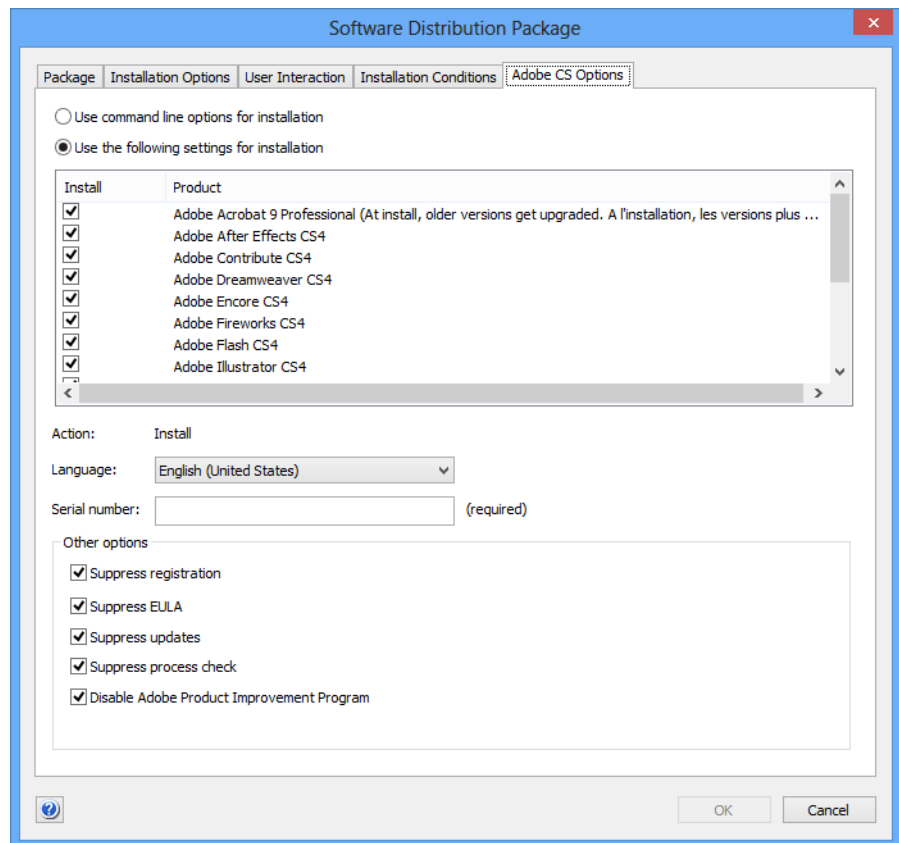 Software Distribution Package
Package Installation Options User Interaction Installation Conditions Adobe CS Options
Use command line options for installation
Use the following settings for installation
Install Product
Adobe Acrobat 9 Professional (At install, older versions get upgraded. A l'installation, les versions plus ...
Adobe After Effects CS4
Adobe Contribute CS4
Adobe Dreamweaver CS4
Adobe Encore CS4
Adobe Fireworks CS4
Adobe Flash CS4
Adobe Illustrator CS4
Action: Install
Language: English (United States)
Serial number: (required)
Other options
Suppress registration
Suppress EULA
Suppress updates
Suppress process check
Disable Adobe Product Improvement Program
OK Cancel